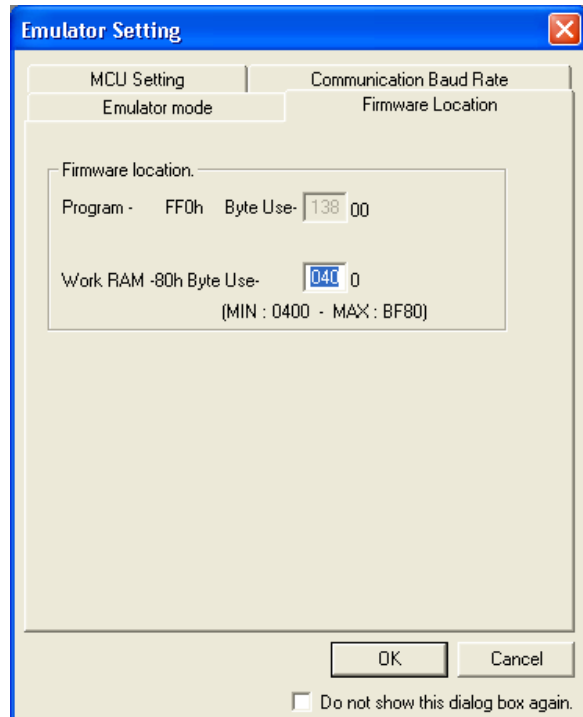 Emulator Setting
MCU Setting Communication Baud Rate
Emulator mode Firmware Location
Firmware location.
Program - FF0h Byte Use- 138 00
Work RAM -80h Byte Use- 040 0
(MIN : 0400 - MAX : BF80)
OK Cancel
Do not show this dialog box again.